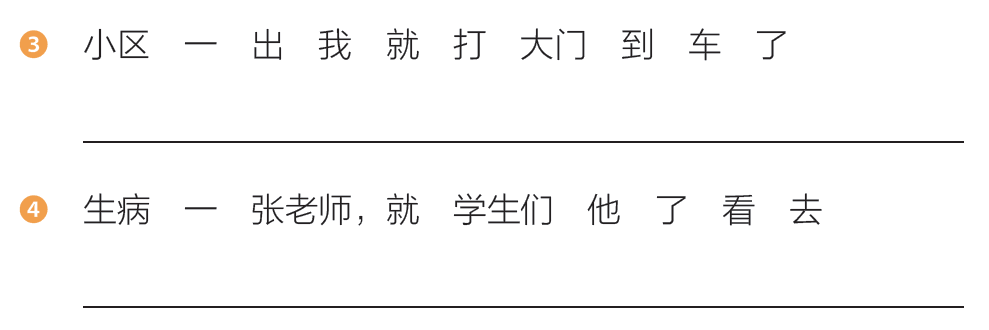 3 小区 一 出 我 就 打 大门 到 车 了
4 生病 一 张老师，就 学生们 他 了 看 去